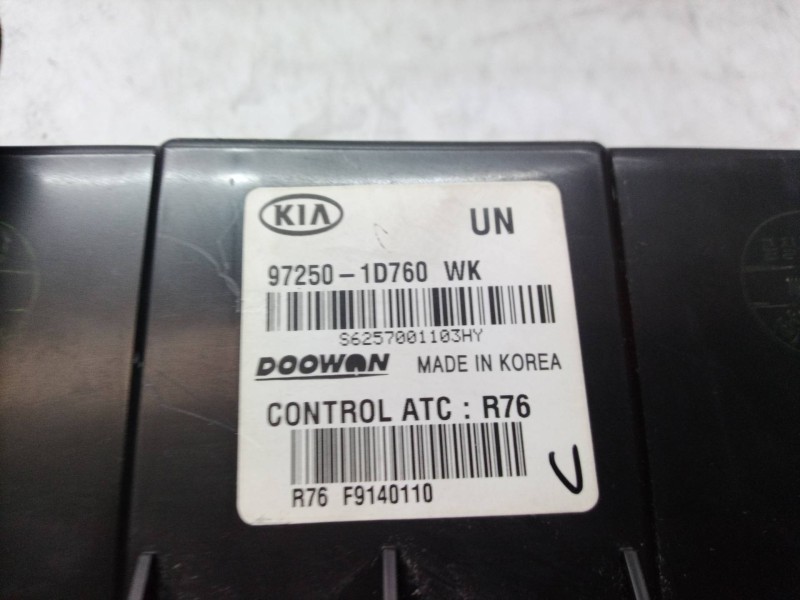 KIA
UN
97250-1D760 WK
S6257001103HY
DOOWON MADE IN KOREA
CONTROL ATC : R76
R76 F9140110
V